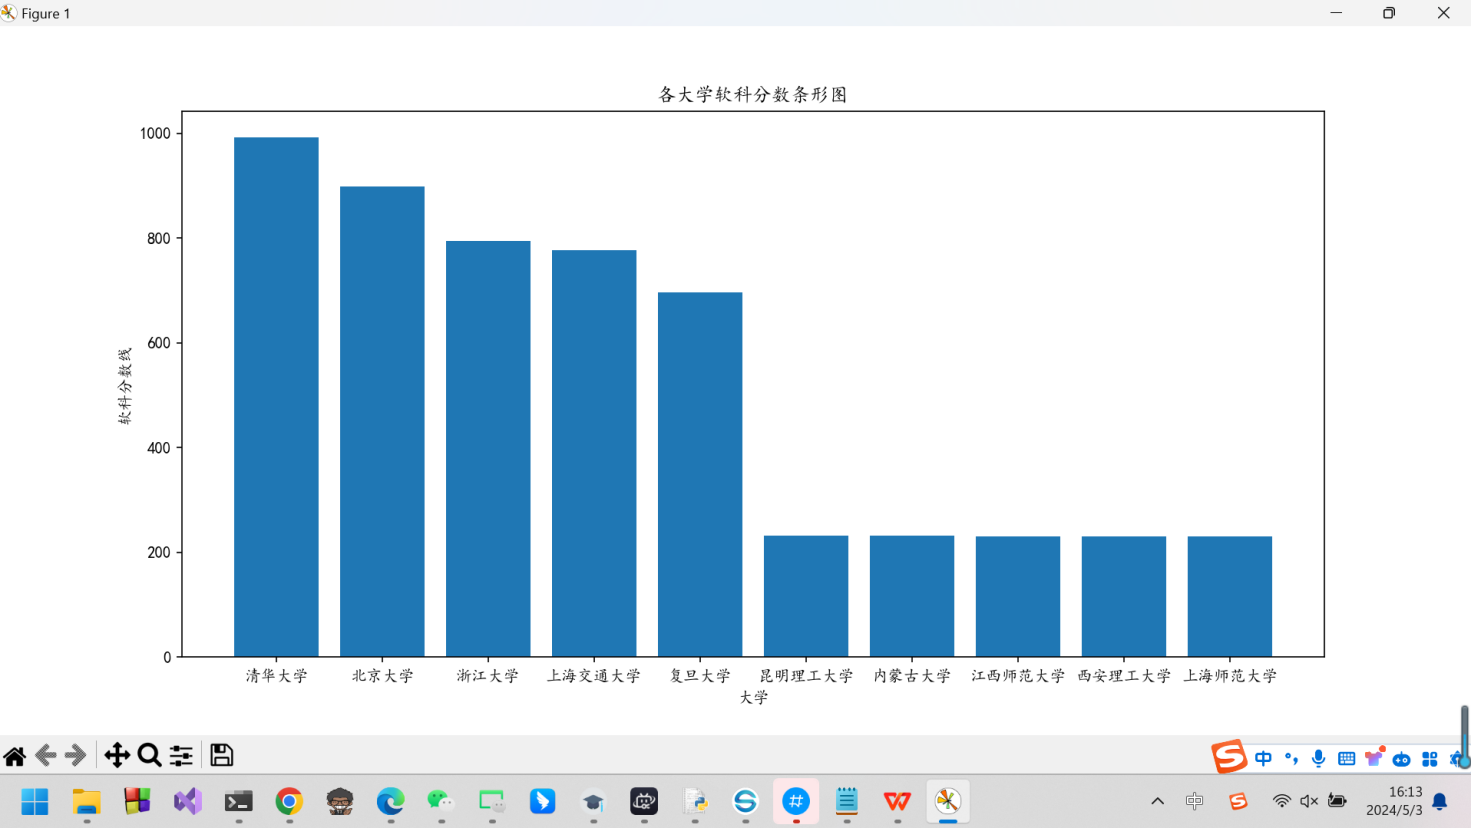 Figure 1
各大学软科分数条形图
1000
800
600
400
200
0
软科分数线
清华大学 北京大学 浙江大学 上海交通大学 复旦大学 昆明理工大学 内蒙古大学 江西师范大学 西安理工大学 上海师范大学
大学
中
中
16:13
2024/5/3